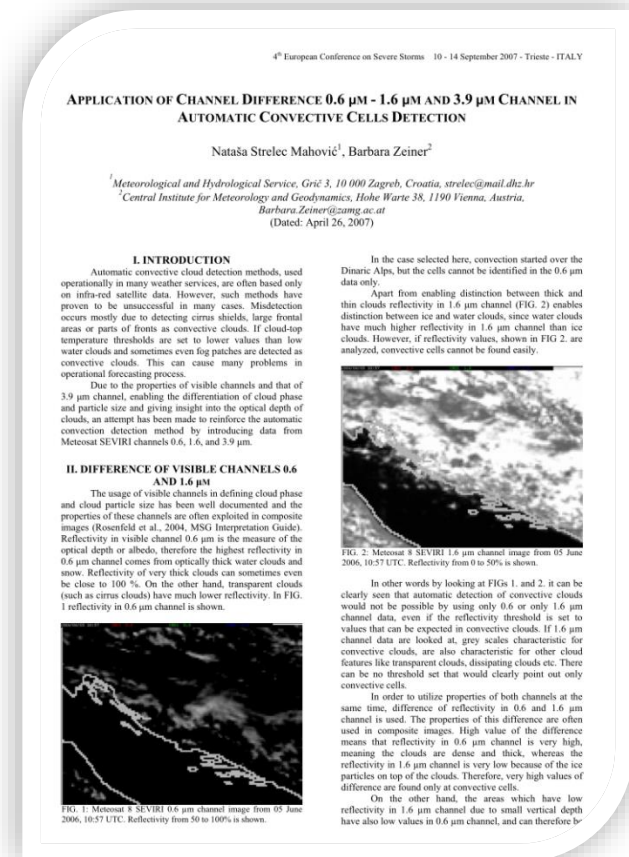 4th European Conference on Severe Storms 10 - 14 September 2007 - Trieste - ITALY
APPLICATION OF CHANNEL DIFFERENCE 0.6 µM - 1.6 µM AND 3.9 µM CHANNEL IN
AUTOMATIC CONVECTIVE CELLS DETECTION
Nataša Strelec Mahović1, Barbara Zeiner2
1Meteorological and Hydrological Service, Grič 3, 10 000 Zagreb, Croatia, strelec@mail.dhz.hr
2Central Institute for Meteorology and Geodynamics, Hohe Warte 38, 1190 Vienna, Austria,
Barbara.Zeiner@zamg.ac.at
(Dated: April 26, 2007)
I. INTRODUCTION
Automatic convective cloud detection methods, used
operationally in many weather services, are often based only
on infra-red satellite data. However, such methods have
proven to be unsuccessful in many cases. Misdetection
occurs mostly due to detecting cirrus shields, large frontal
areas or parts of fronts as convective clouds. If cloud-top
temperature thresholds are set to lower values than low
water clouds and sometimes even fog patches are detected as
convective clouds. This can cause many problems in
operational forecasting process.
Due to the properties of visible channels and that of
3.9 µm channel, enabling the differentiation of cloud phase
and particle size and giving insight into the optical depth of
clouds, an attempt has been made to reinforce the automatic
convection detection method by introducing data from
Meteosat SEVIRI channels 0.6, 1.6, and 3.9 µm.
II. DIFFERENCE OF VISIBLE CHANNELS 0.6
AND 1.6 µM
The usage of visible channels in defining cloud phase
and cloud particle size has been well documented and the
properties of these channels are often exploited in composite
images (Rosenfeld et al., 2004, MSG Interpretation Guide).
Reflectivity in visible channel 0.6 µm is the measure of the
optical depth or albedo, therefore the highest reflectivity in
0.6 µm channel comes from optically thick water clouds and
snow. Reflectivity of very thick clouds can sometimes even
be close to 100 %. On the other hand, transparent clouds
(such as cirrus clouds) have much lower reflectivity. In FIG.
1 reflectivity in 0.6 µm channel is shown.
FIG. 1: Meteosat 8 SEVIRI 0.6 µm channel image from 05 June
2006, 10:57 UTC. Reflectivity from 50 to 100% is shown.
In the case selected here, convection started over the
Dinaric Alps, but the cells cannot be identified in the 0.6 µm
data only.
Apart from enabling distinction between thick and
thin clouds reflectivity in 1.6 µm channel (FIG. 2) enables
distinction between ice and water clouds, since water clouds
have much higher reflectivity in 1.6 µm channel than ice
clouds. However, if reflectivity values, shown in FIG 2. are
analyzed, convective cells cannot be found easily.
FIG. 2: Meteosat 8 SEVIRI 1.6 µm channel image from 05 June
2006, 10:57 UTC. Reflectivity from 0 to 50% is shown.
In other words by looking at FIGs 1. and 2. it can be
clearly seen that automatic detection of convective clouds
would not be possible by using only 0.6 or only 1.6 µm
channel data, even if the reflectivity threshold is set to
values that can be expected in convective clouds. If 1.6 µm
channel data are looked at, grey scales characteristic for
convective clouds, are also characteristic for other cloud
features like transparent clouds, dissipating clouds etc. There
can be no threshold set that would clearly point out only
convective cells.
In order to utilize properties of both channels at the
same time, difference of reflectivity in 0.6 and 1.6 µm
channel is used. The properties of this difference are often
used in composite images. High value of the difference
means that reflectivity in 0.6 µm channel is very high,
meaning the clouds are dense and thick, whereas the
reflectivity in 1.6 µm channel is very low because of the ice
particles on top of the clouds. Therefore, very high values of
difference are found only at convective cells.
On the other hand, the areas which have low
reflectivity in 1.6 µm channel due to small vertical depth
have also low values in 0.6 µm channel, and can therefore